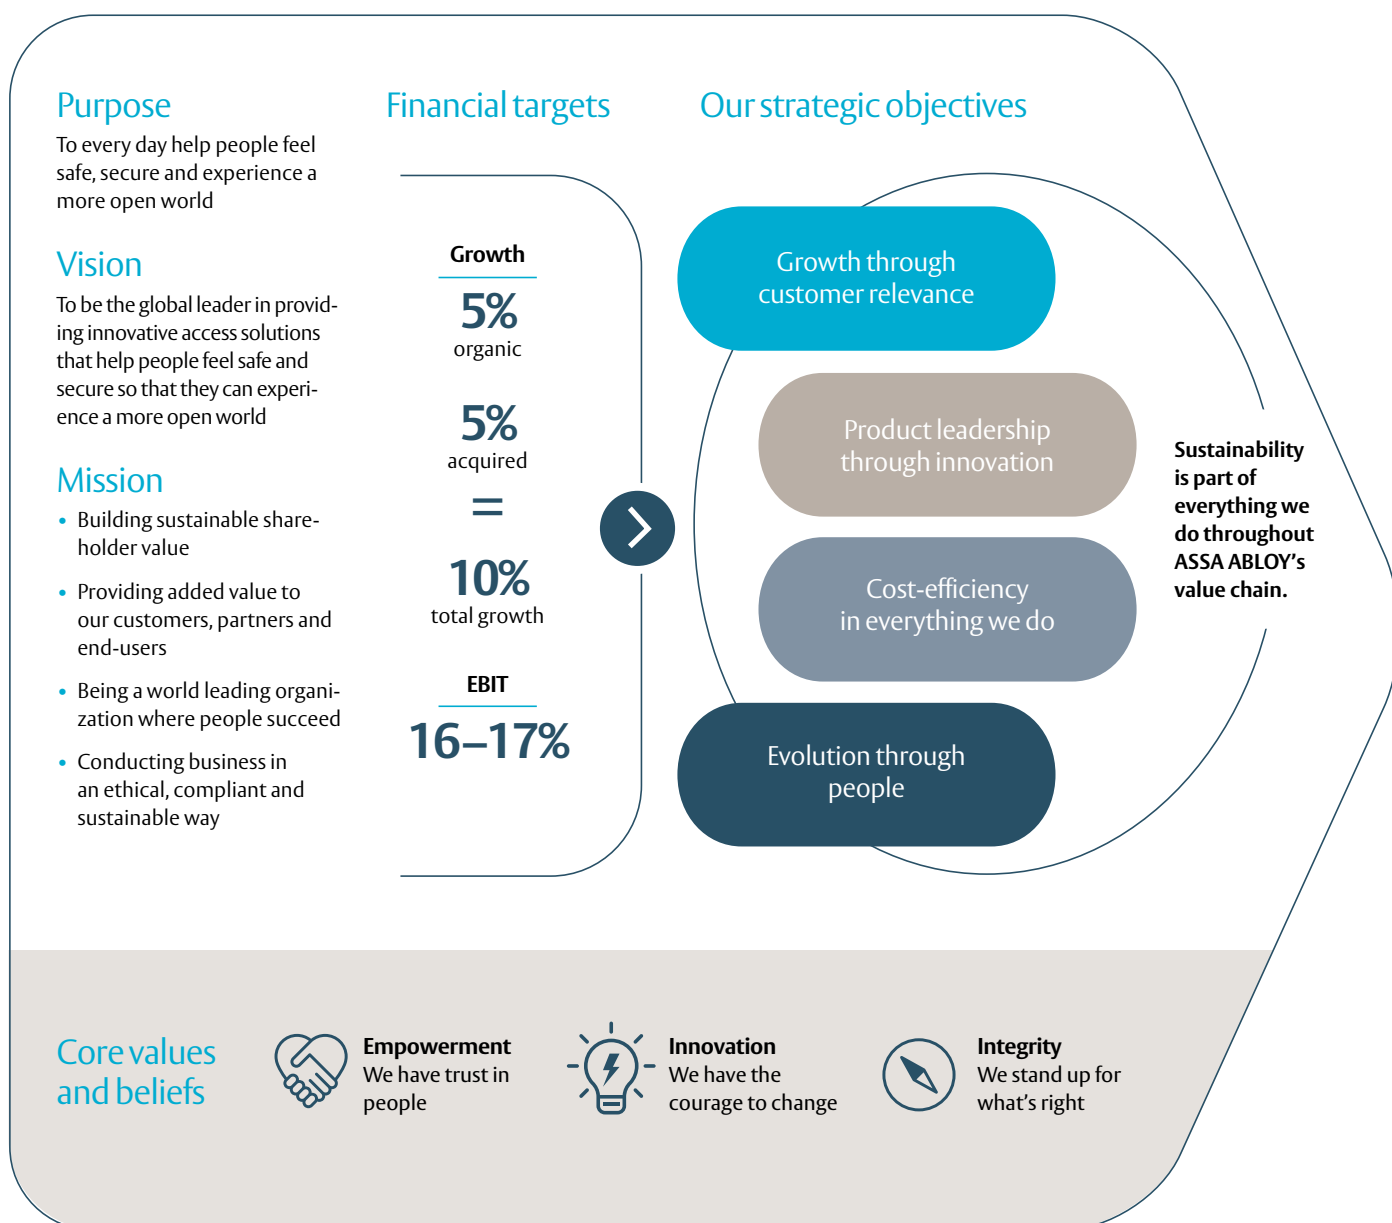 Purpose
To every day help people feel
safe, secure and experience a
more open world
Vision
To be the global leader in provid-
ing innovative access solutions
that help people feel safe and
secure so that they can experi-
ence a more open world
Mission
• Building sustainable share-
holder value
• Providing added value to
our customers, partners and
end-users
• Being a world leading organi-
zation where people succeed
• Conducting business in
an ethical, compliant and
sustainable way
Financial targets
Growth
5%
organic
5%
acquired
=
10%
total growth
EBIT
16–17%
Our strategic objectives
Growth through
customer relevance
Product leadership
through innovation
Cost-efficiency
in everything we do
Evolution through
people
Sustainability
is part of
everything we
do throughout
ASSA ABLOY’s
value chain.
Core values
and beliefs
Empowerment
We have trust in
people
Innovation
We have the
courage to change
Integrity
We stand up for
what’s right